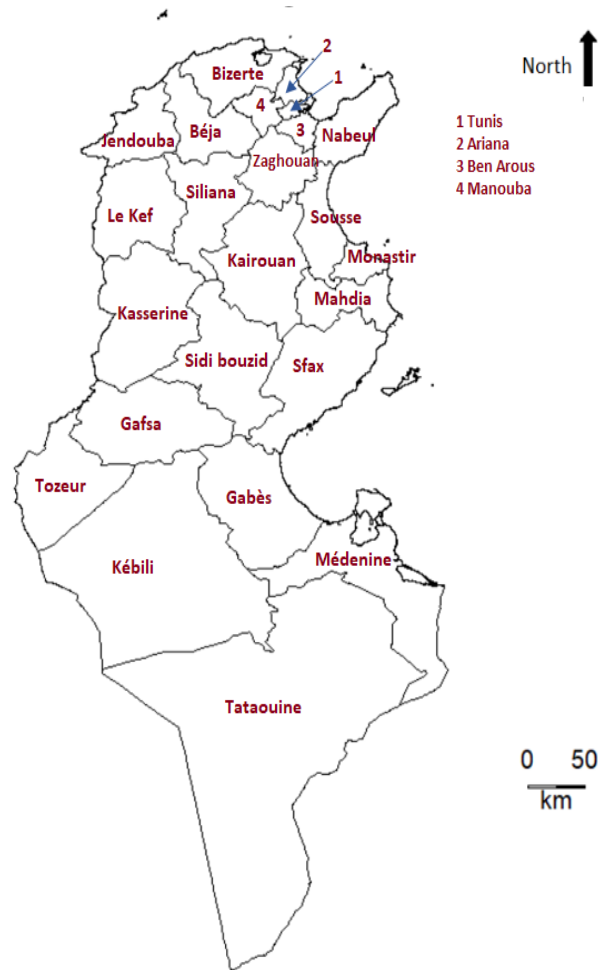 2
North
Bizerte
1
1 Tunis
4
2 Ariana
3
Béja
Nabeul
Jendouba
3 Ben Arous
Zaghouan
4 Manouba
Siliana
Le Kef
Sousse
Kairouan
Monastir
Mahdia
Kasserine
Sidi bouzid
Sfax
Gafsa
Tozeur
Gabès
Médenine
Kébili
Tataouine
0 50
km